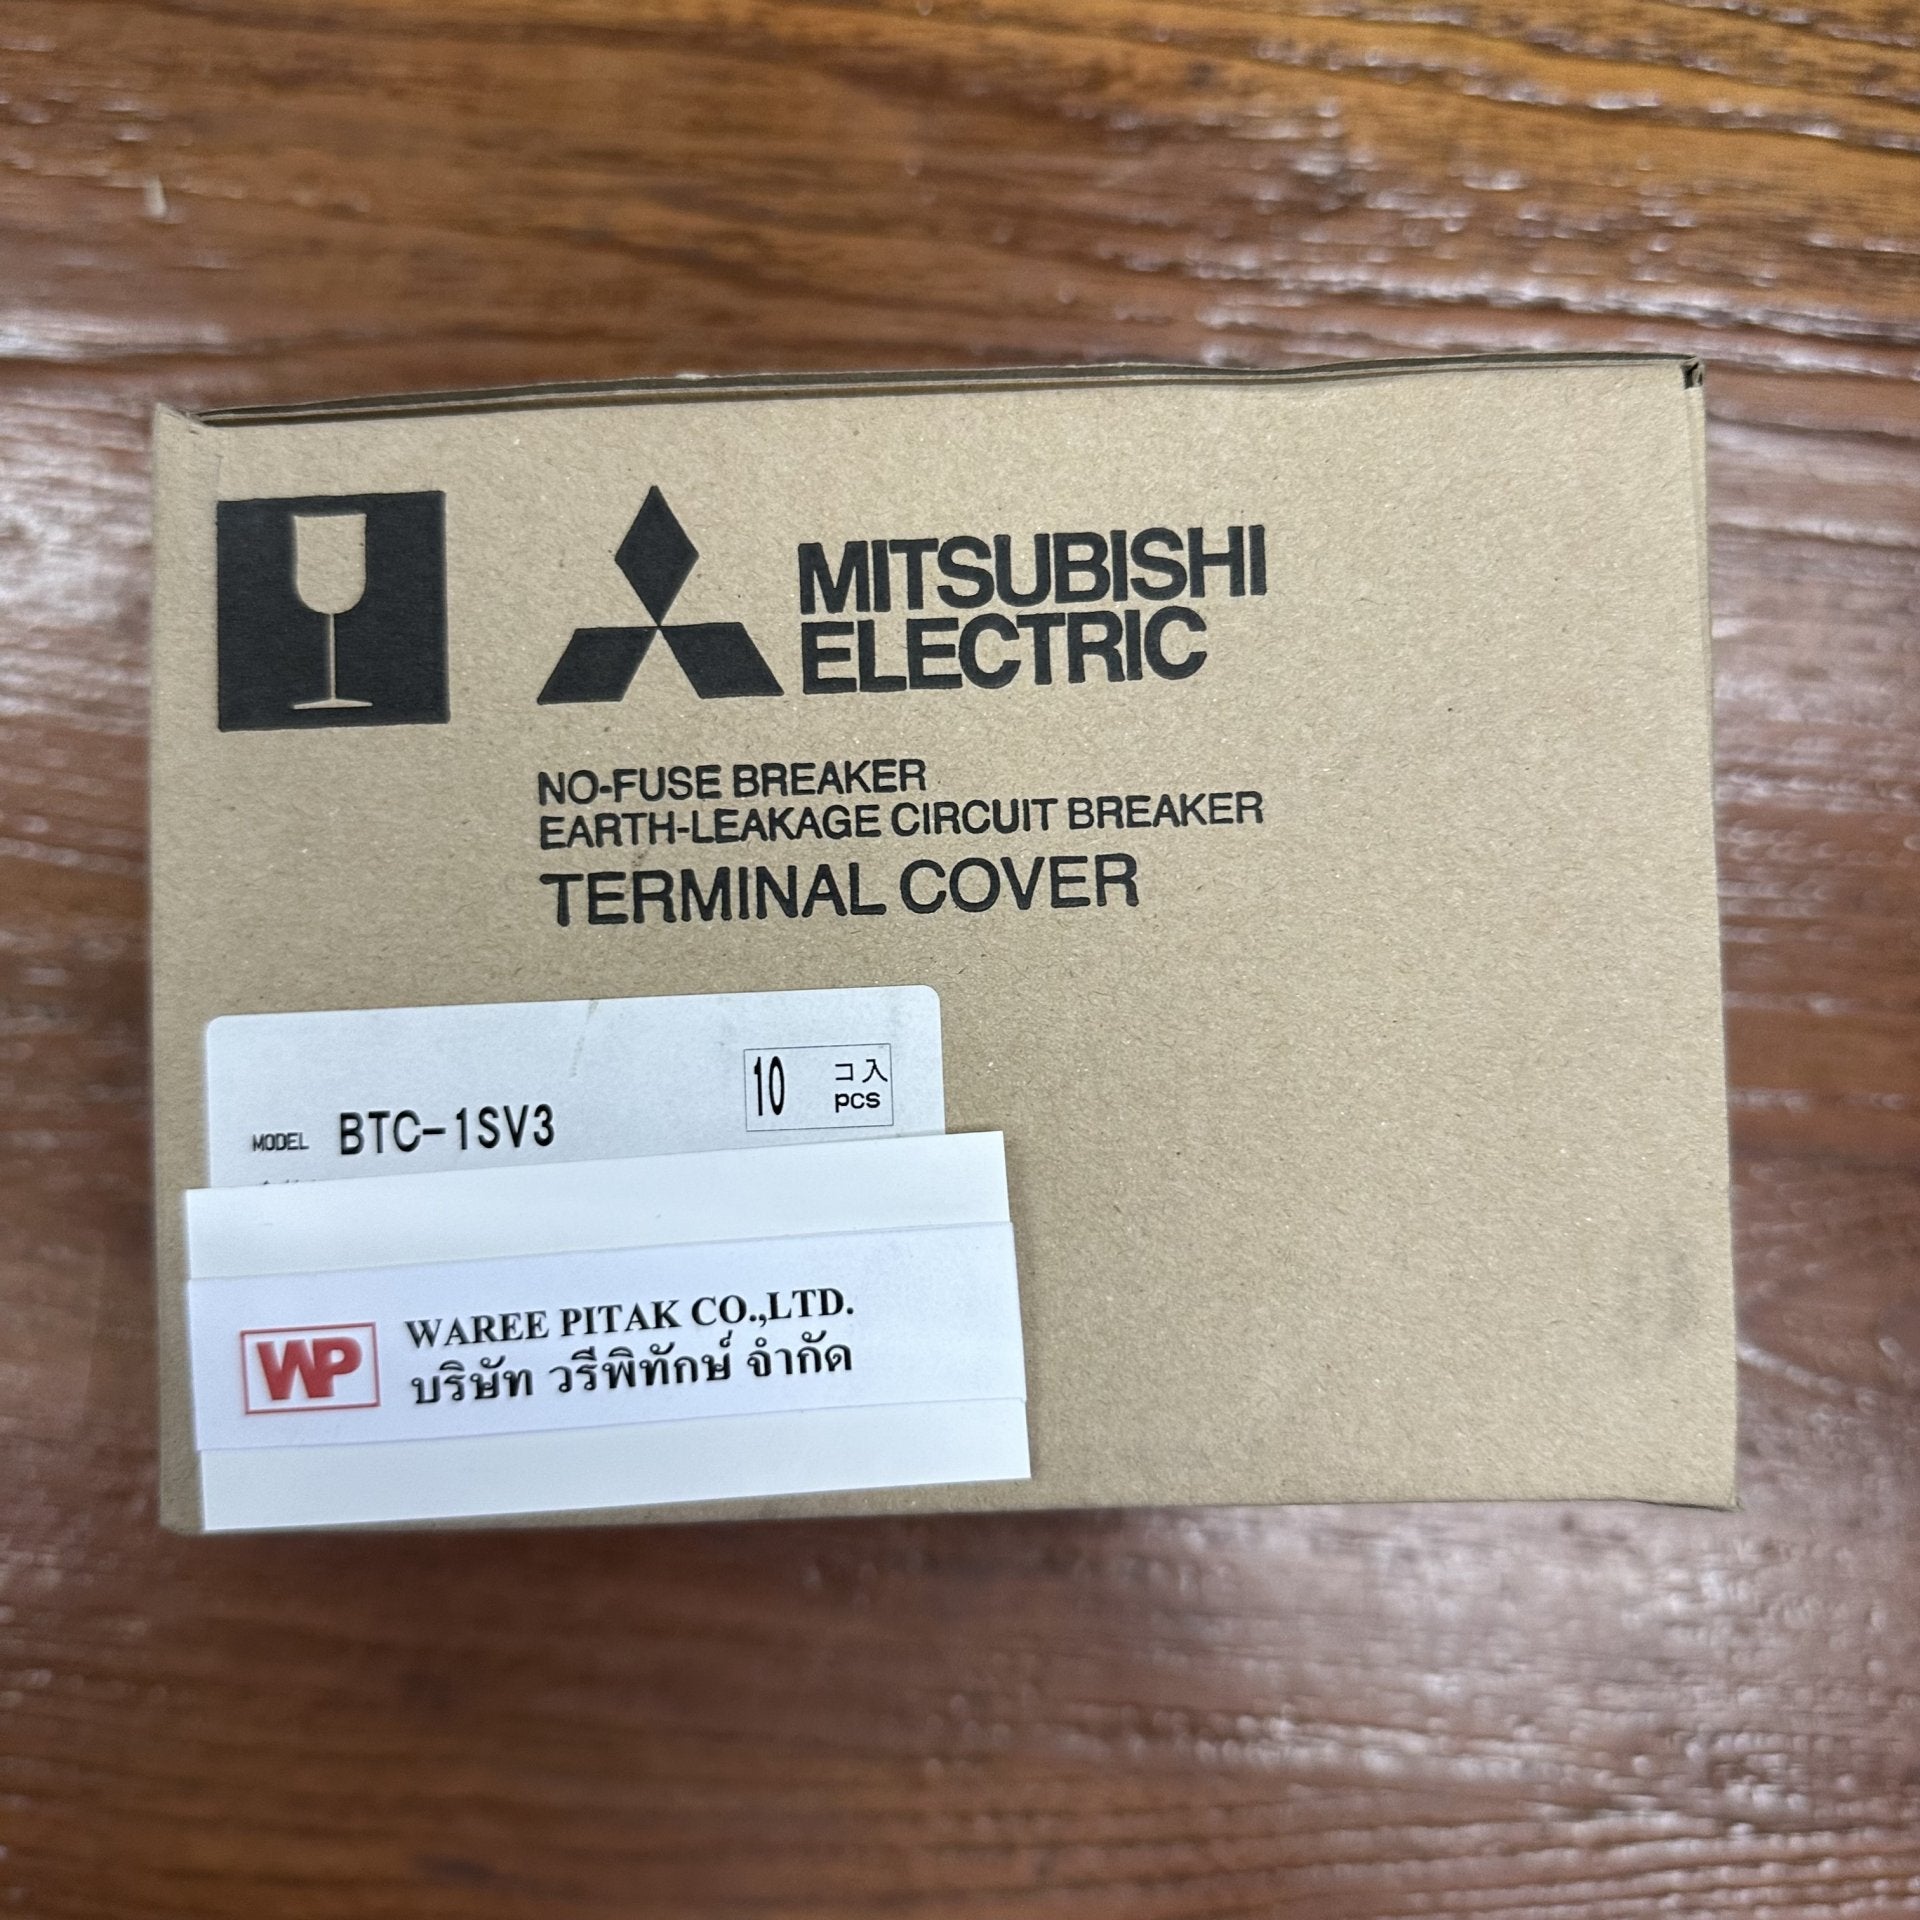 MITSUBISHI
ELECTRIC
NO-FUSE BREAKER
EARTH-LEAKAGE CIRCUIT BREAKER
TERMINAL COVER
10 コ入
pcs
MODEL BTC-1SV3
WP
WAREE PITAK CO.,LTD.
บริษัท วรีพิทักษ์ จำกัด